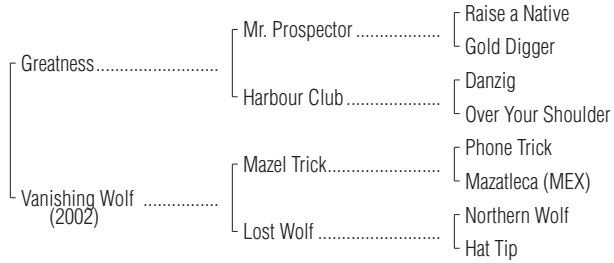 Raise a Native
Mr. Prospector ..................
Gold Digger
Greatness..........................
Danzig
Harbour Club ....................
Over Your Shoulder
Phone Trick
Mazel Trick........................
Mazatleca (MEX)
Vanishing Wolf ................
(2002)
Northern Wolf
Lost Wolf ..........................
Hat Tip